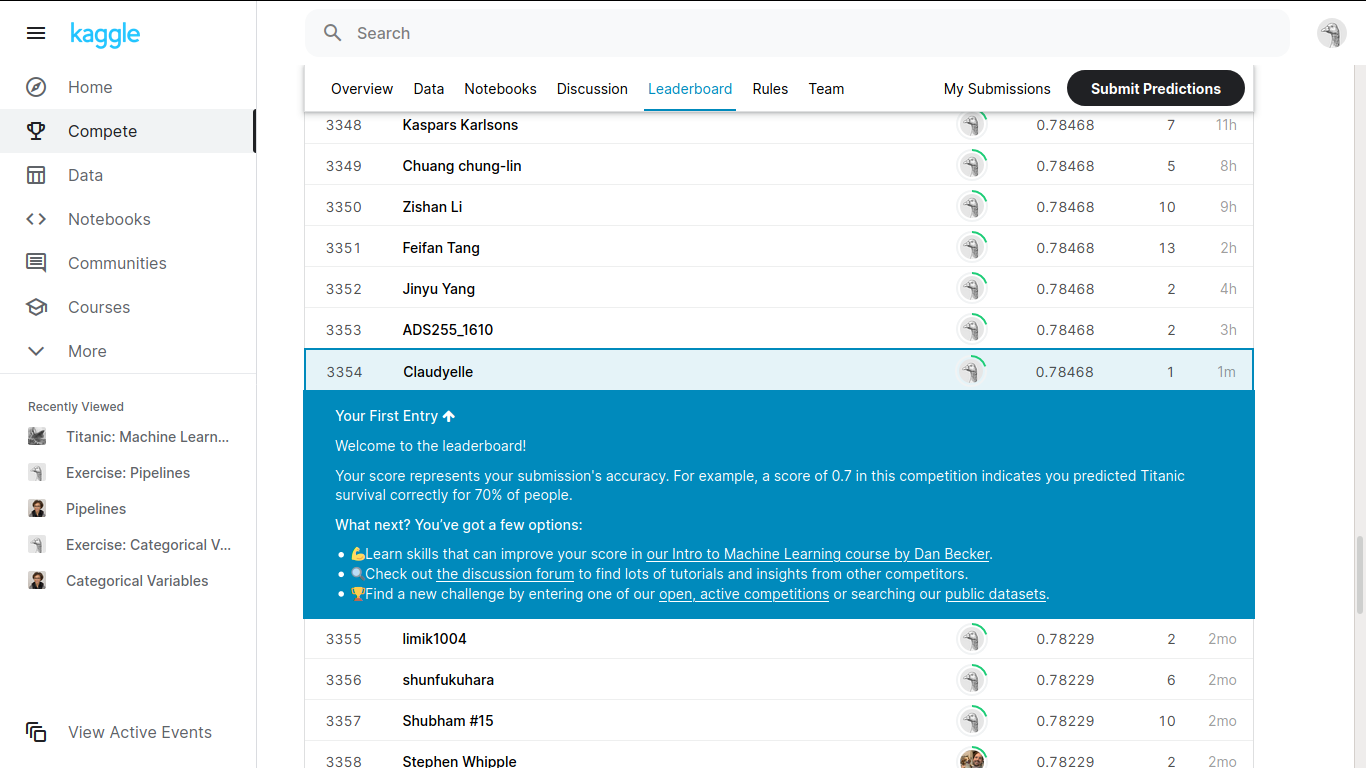 kaggle
Search
Home
Compete
Data
Notebooks
Communities
Courses
More
Recently Viewed
Titanic: Machine Learn...
Exercise: Pipelines
Pipelines
Exercise: Categorical V...
Categorical Variables
View Active Events
Overview Data Notebooks Discussion Leaderboard Rules Team My Submissions Submit Predictions
3348 Kaspars Karlsons 0.78468 7 11h
3349 Chuang chung-lin 0.78468 5 8h
3350 Zishan Li 0.78468 10 9h
3351 Feifan Tang 0.78468 13 2h
3352 Jinyu Yang 0.78468 2 4h
3353 ADS255_1610 0.78468 2 3h
3354 Claudyelle 0.78468 1 1m
Your First Entry ↑
Welcome to the leaderboard!
Your score represents your submission's accuracy. For example, a score of 0.7 in this competition indicates you predicted Titanic
survival correctly for 70% of people.
What next? You've got a few options:
• 💪Learn skills that can improve your score in our Intro to Machine Learning course by Dan Becker.
• 🔍Check out the discussion forum to find lots of tutorials and insights from other competitors.
• 🏆Find a new challenge by entering one of our open, active competitions or searching our public datasets.
3355 limik1004 0.78229 2 2mo
3356 shunfukuhara 0.78229 6 2mo
3357 Shubham #15 0.78229 10 2mo
3358 Stephen Whipple 0.78229 2 2mo